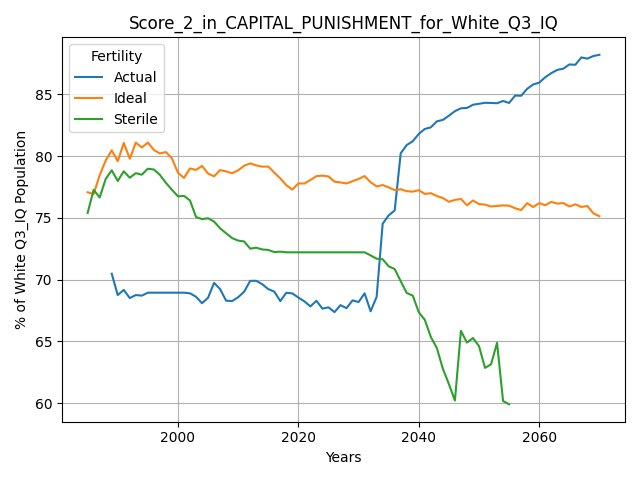 Score_2_in_CAPITAL_PUNISHMENT_for_White_Q3_IQ
Fertility
Actual
Ideal
Sterile
% of White Q3_IQ Population
85
80
75
70
65
60
2000
2020
2040
2060
Years